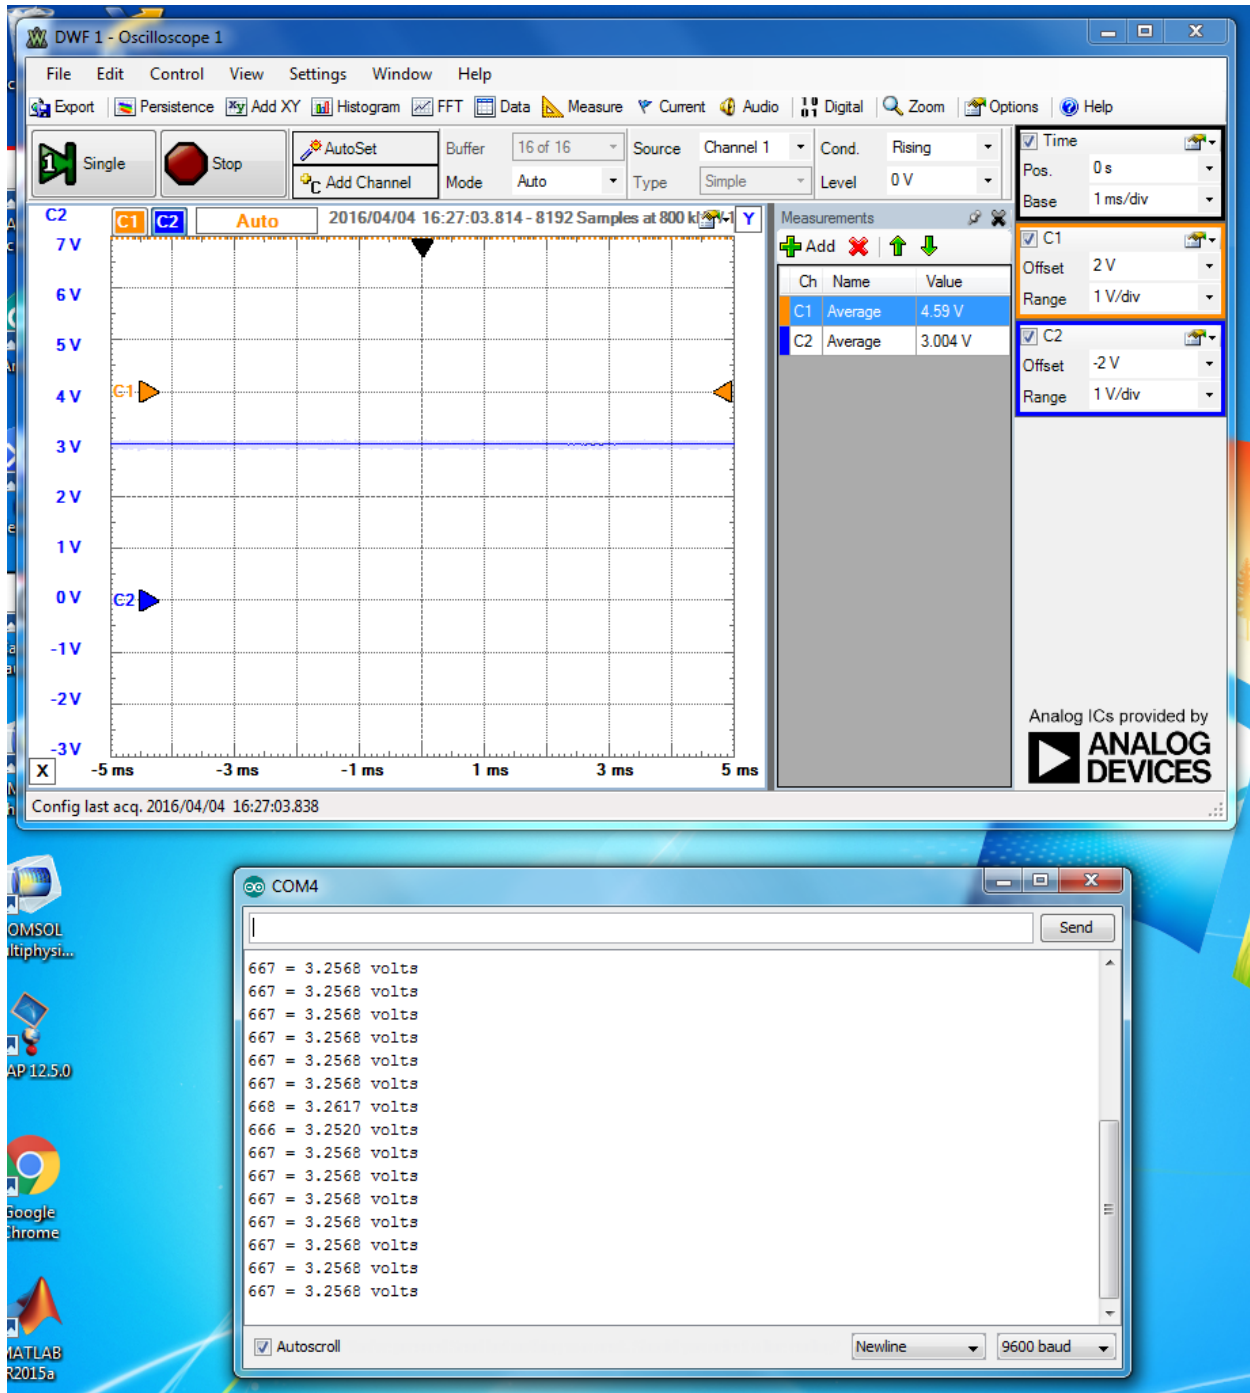 DWF 1 - Oscilloscope 1
File Edit Control View Settings Window Help
Export Persistence Add XY Histogram FFT Data Measure Current Audio Digital Zoom Options Help
Single Stop AutoSet Buffer 16 of 16 Source Channel 1 Cond. Rising
Add Channel Mode Auto Type Simple Level 0 V
Time
Pos. 0 s
Base 1 ms/div
C1
Offset 2 V
Range 1 V/div
C2
Offset -2 V
Range 1 V/div
C2 C1 C2 Auto 2016/04/04 16:27:03.814 - 8192 Samples at 800 Y
7 V
6 V
5 V
4 V
3 V
2 V
1 V
0 V
-1 V
-2 V
-3 V
C1
C2
X -5 ms -3 ms -1 ms 1 ms 3 ms 5 ms
Measurements
Add
Ch Name Value
C1 Average 4.59 V
C2 Average 3.004 V
Analog ICs provided by
ANALOG
DEVICES
Config last acq. 2016/04/04 16:27:03.838
COM4
Send
667 = 3.2568 volts
667 = 3.2568 volts
667 = 3.2568 volts
667 = 3.2568 volts
667 = 3.2568 volts
667 = 3.2568 volts
668 = 3.2617 volts
666 = 3.2520 volts
667 = 3.2568 volts
667 = 3.2568 volts
667 = 3.2568 volts
667 = 3.2568 volts
667 = 3.2568 volts
667 = 3.2568 volts
667 = 3.2568 volts
Autoscroll Newline 9600 baud
OMSOL
ltiphysi...
AP 12.5.0
Google
Chrome
MATLAB
R2015a